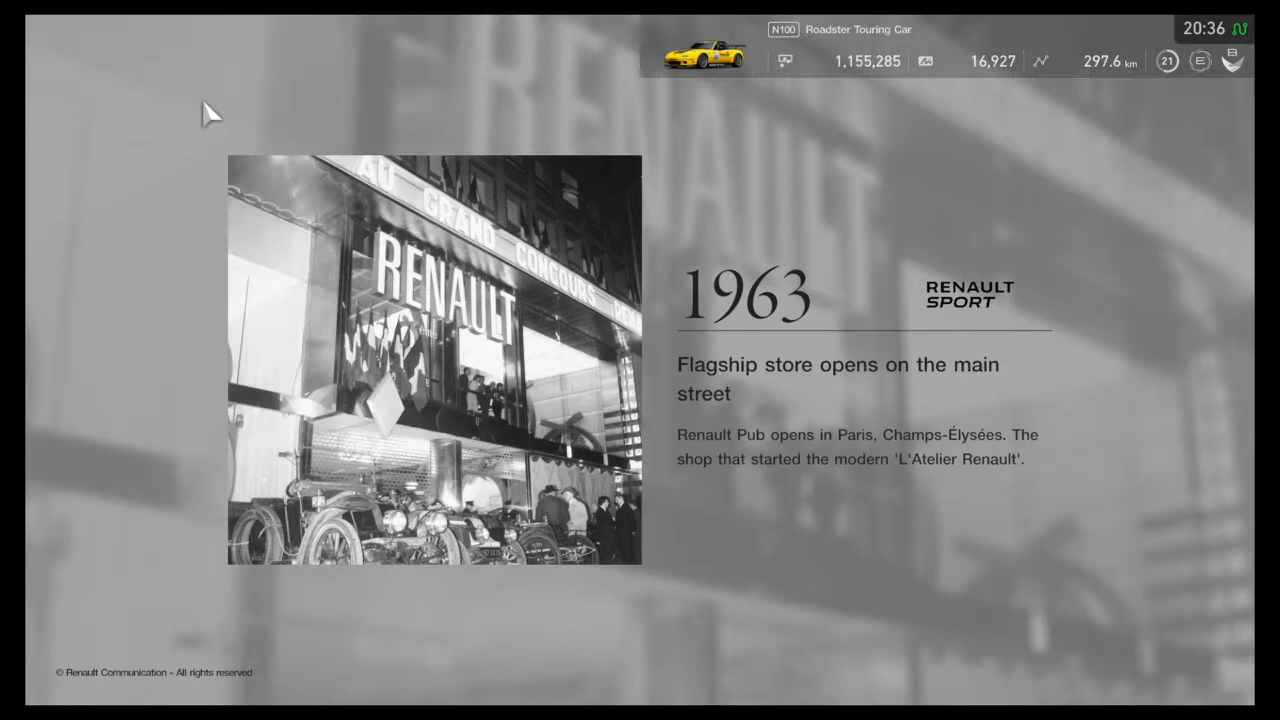 N100 Roadster Touring Car
20:36
1,155,285 16,927 297.6 km 21 E B
AU GRAND CONCOURS REN
RENAULT
1963
RENAULT
SPORT
Flagship store opens on the main
street
Renault Pub opens in Paris, Champs-Élysées. The
shop that started the modern 'L'Atelier Renault'.
© Renault Communication - All rights reserved